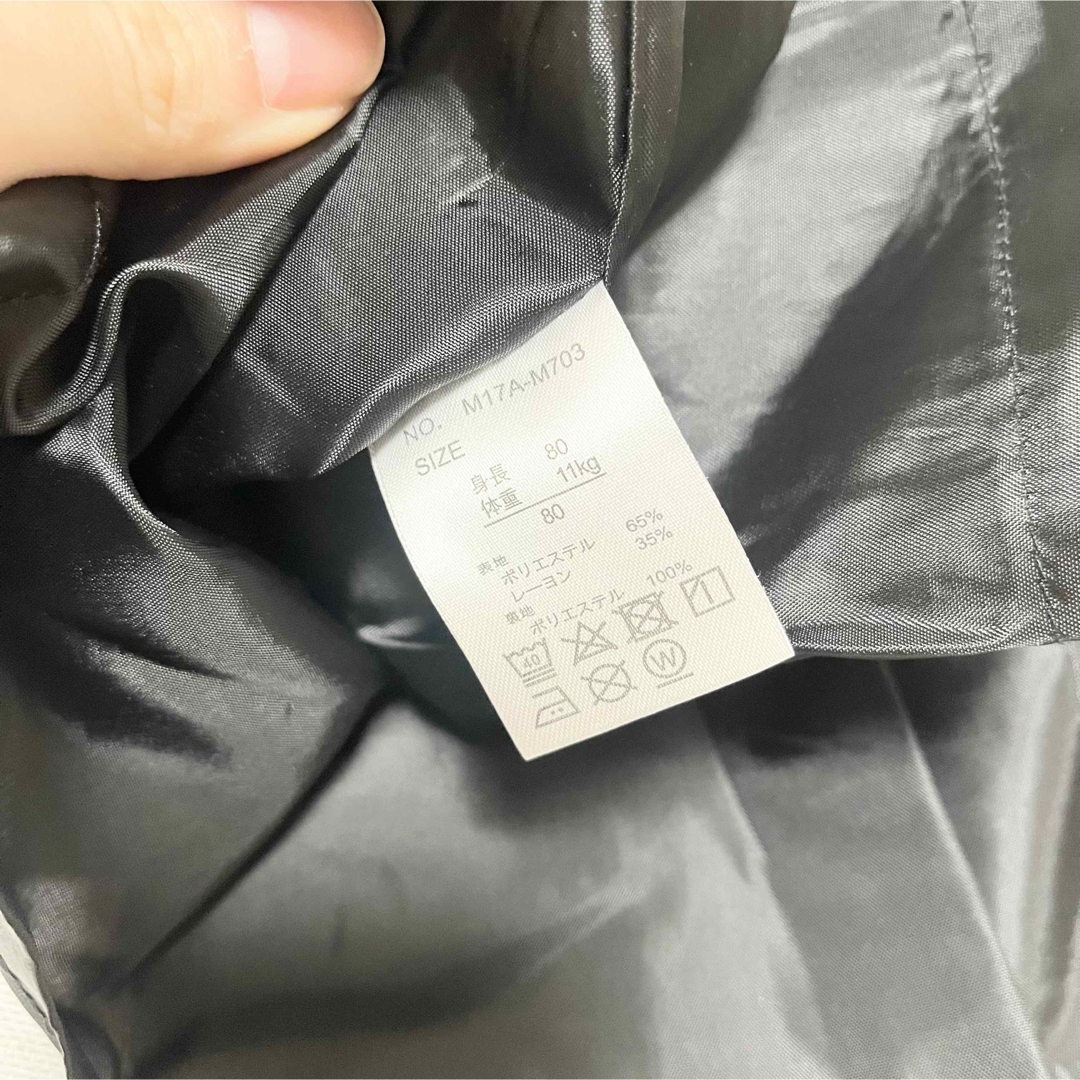 NO. M17A-M703
SIZE
身長 80
体重 11kg
80
表地
ポリエステル 65%
レーヨン 35%
裏地
ポリエステル 100%
40
W